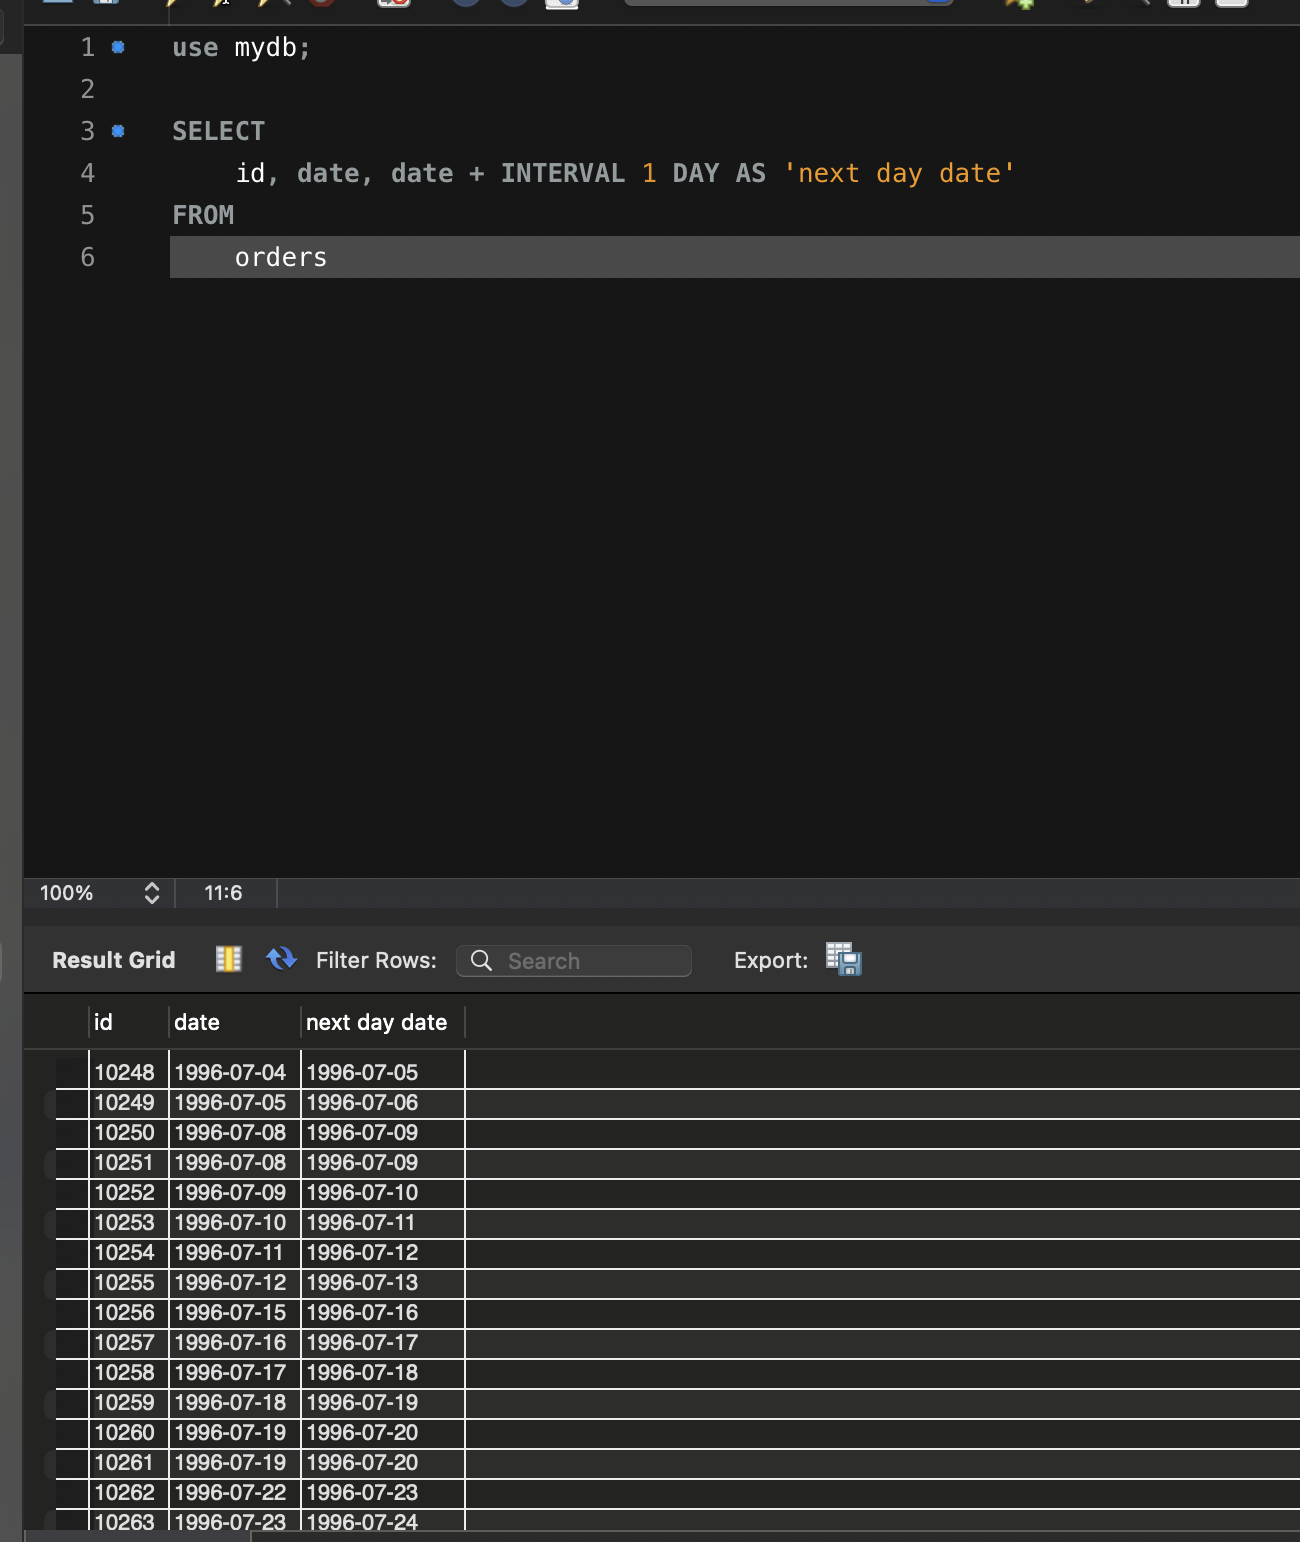 1 use mydb;
2
3 SELECT
4 id, date, date + INTERVAL 1 DAY AS 'next day date'
5 FROM
6 orders
100% 11:6
Result Grid Filter Rows: Search Export:
id date next day date
10248 1996-07-04 1996-07-05
10249 1996-07-05 1996-07-06
10250 1996-07-08 1996-07-09
10251 1996-07-08 1996-07-09
10252 1996-07-09 1996-07-10
10253 1996-07-10 1996-07-11
10254 1996-07-11 1996-07-12
10255 1996-07-12 1996-07-13
10256 1996-07-15 1996-07-16
10257 1996-07-16 1996-07-17
10258 1996-07-17 1996-07-18
10259 1996-07-18 1996-07-19
10260 1996-07-19 1996-07-20
10261 1996-07-19 1996-07-20
10262 1996-07-22 1996-07-23
10263 1996-07-23 1996-07-24